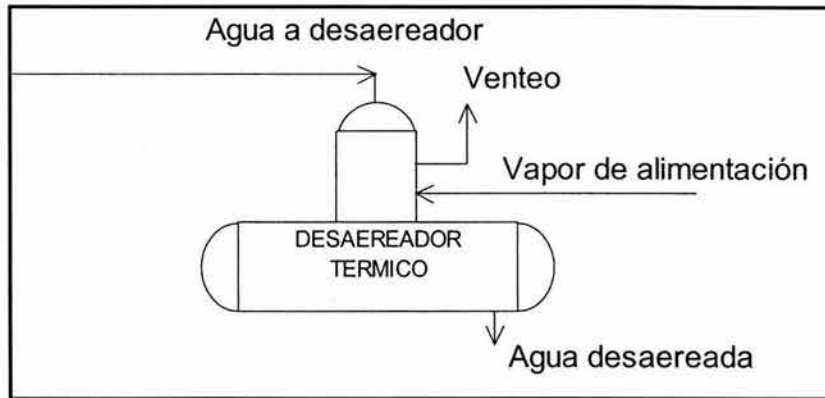 Agua a desaereador
Venteo
Vapor de alimentación
DESAEREADOR
TERMICO
Agua desaereada